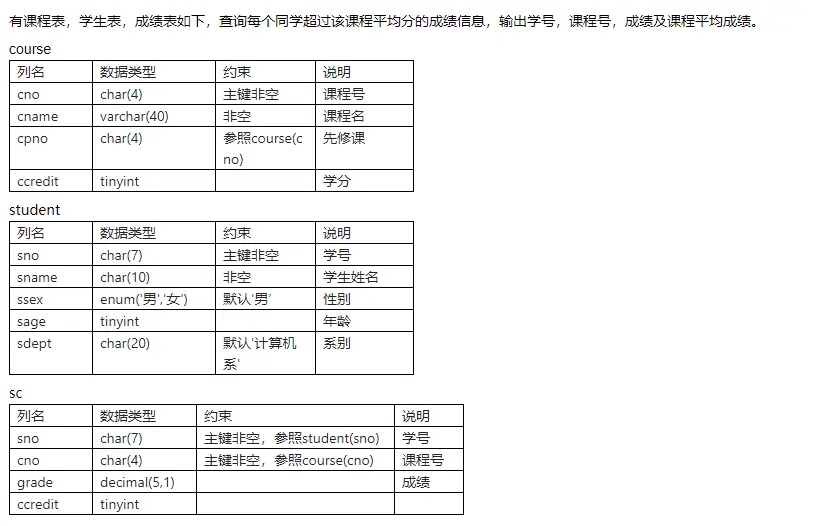 有课程表，学生表，成绩表如下，查询每个同学超过该课程平均分的成绩信息，输出学号，课程号，成绩及课程平均成绩。
course
列名 数据类型 约束 说明
cno char(4) 主键非空 课程号
cname varchar(40) 非空 课程名
cpno char(4) 参照course(c 先修课
no)
ccredit tinyint 学分
student
列名 数据类型 约束 说明
sno char(7) 主键非空 学号
sname char(10) 非空 学生姓名
ssex enum('男','女') 默认'男' 性别
sage tinyint 年龄
sdept char(20) 默认'计算机 系别
系'
sc
列名 数据类型 约束 说明
sno char(7) 主键非空，参照student(sno) 学号
cno char(4) 主键非空，参照course(cno) 课程号
grade decimal(5,1) 成绩
ccredit tinyint